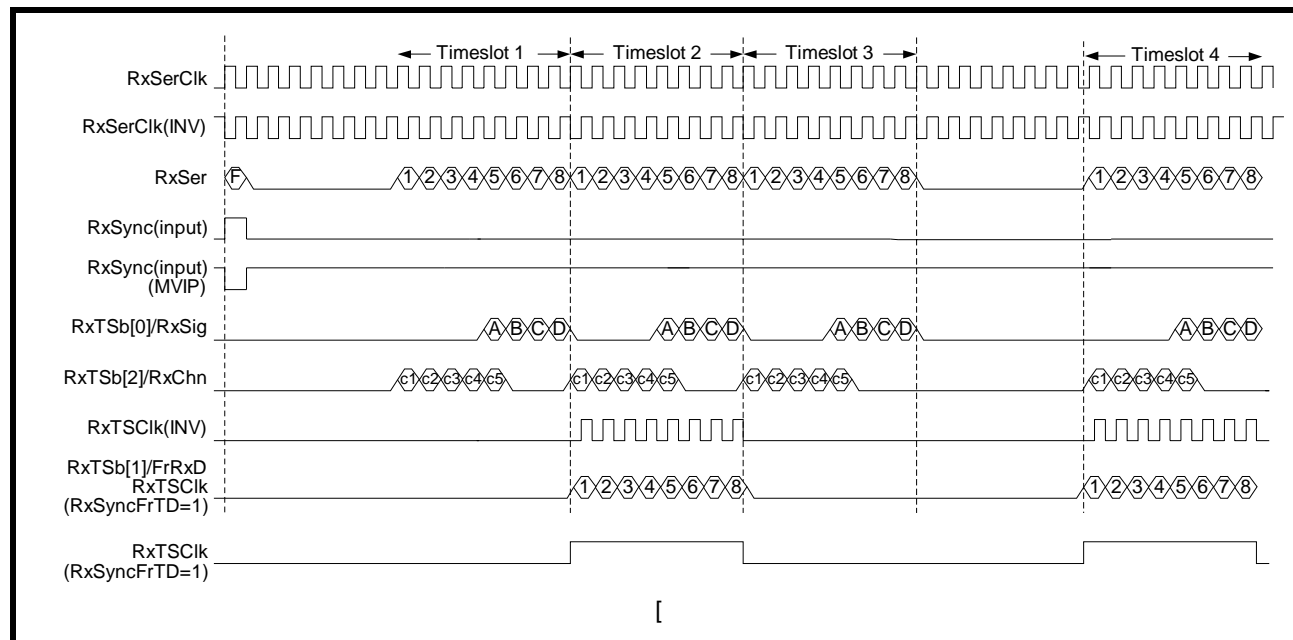 Timeslot 1 Timeslot 2 Timeslot 3 Timeslot 4
RxSerClk
RxSerClk(INV)
RxSer F 1 2 3 4 5 6 7 8 1 2 3 4 5 6 7 8 1 2 3 4 5 6 7 8 1 2 3 4 5 6 7 8
RxSync(input)
RxSync(input)
(MVIP)
RxTSb[0]/RxSig A B C D A B C D A B C D A B C D
RxTSb[2]/RxChn c1 c2 c3 c4 c5 c1 c2 c3 c4 c5 c1 c2 c3 c4 c5 c1 c2 c3 c4 c5
RxTSClk(INV)
RxTSb[1]/FrRxD
RxTSClk 1 2 3 4 5 6 7 8 1 2 3 4 5 6 7 8
(RxSyncFrTD=1)
RxTSClk
(RxSyncFrTD=1)
[